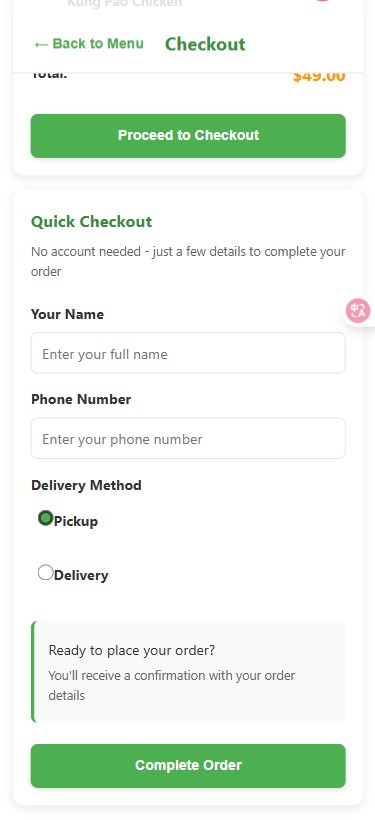 Kung Pao Chicken
← Back to Menu Checkout
Total: $49.00
Proceed to Checkout
Quick Checkout
No account needed - just a few details to complete your
order
Your Name
Enter your full name
Phone Number
Enter your phone number
Delivery Method
Pickup
Delivery
Ready to place your order?
You'll receive a confirmation with your order
details
Complete Order